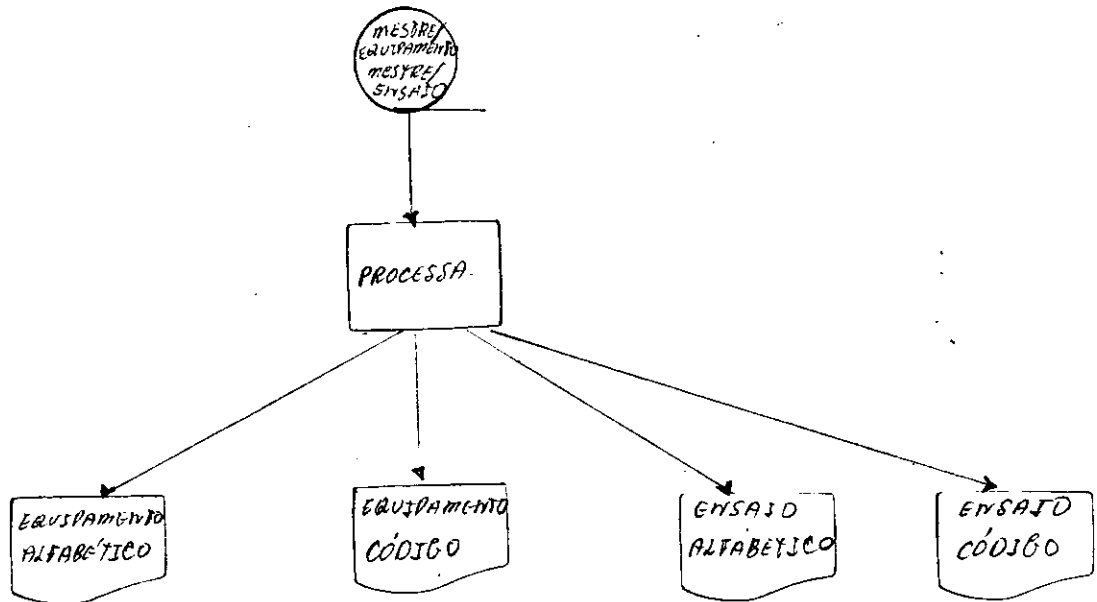 MESTRE/
EQUIPAMENTO
MESTRE/
ENSAIO
PROCESSA
EQUIPAMENTO
ALFABÉTICO
EQUIPAMENTO
CÓDIGO
ENSAIO
ALFABETICO
ENSAIO
CÓDIGO